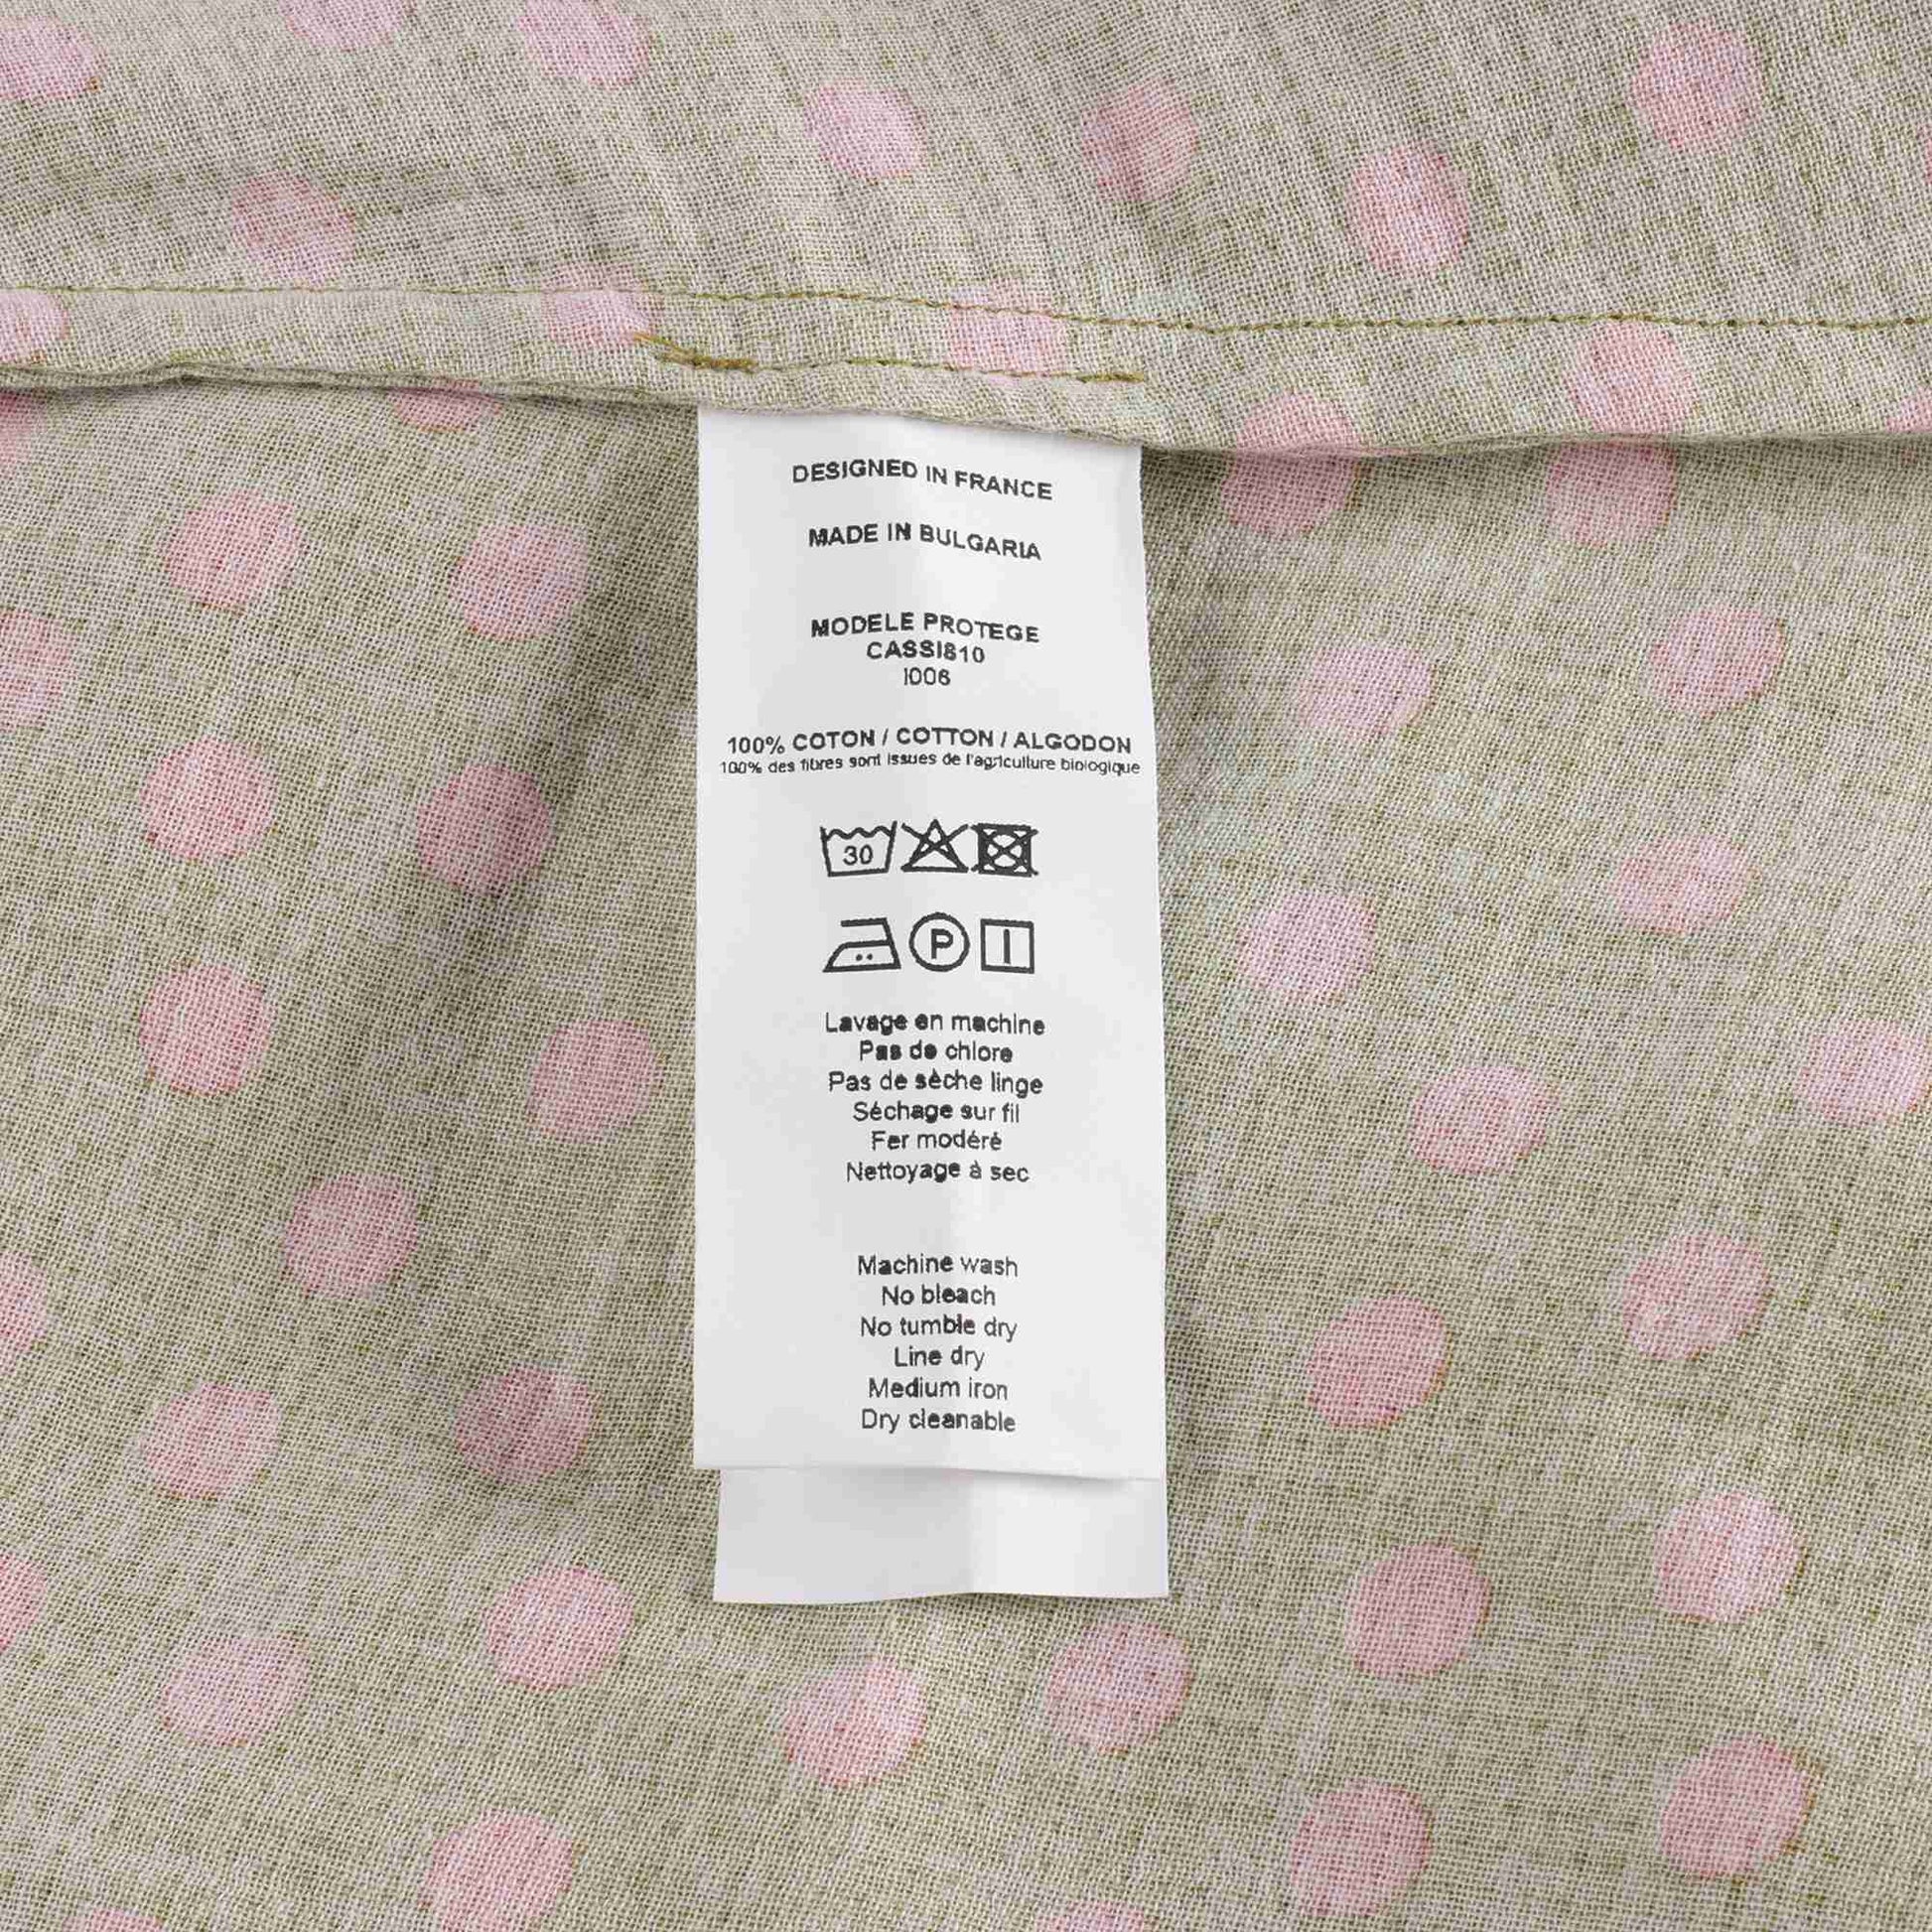 DESIGNED IN FRANCE
MADE IN BULGARIA
MODELE PROTEGE
CASSI810
I006
100% COTON / COTTON / ALGODON
100% des fibres sont issues de l'agriculture biologique
30
P
Lavage en machine
Pas de chlore
Pas de sèche linge
Séchage sur fil
Fer modéré
Nettoyage à sec
Machine wash
No bleach
No tumble dry
Line dry
Medium iron
Dry cleanable